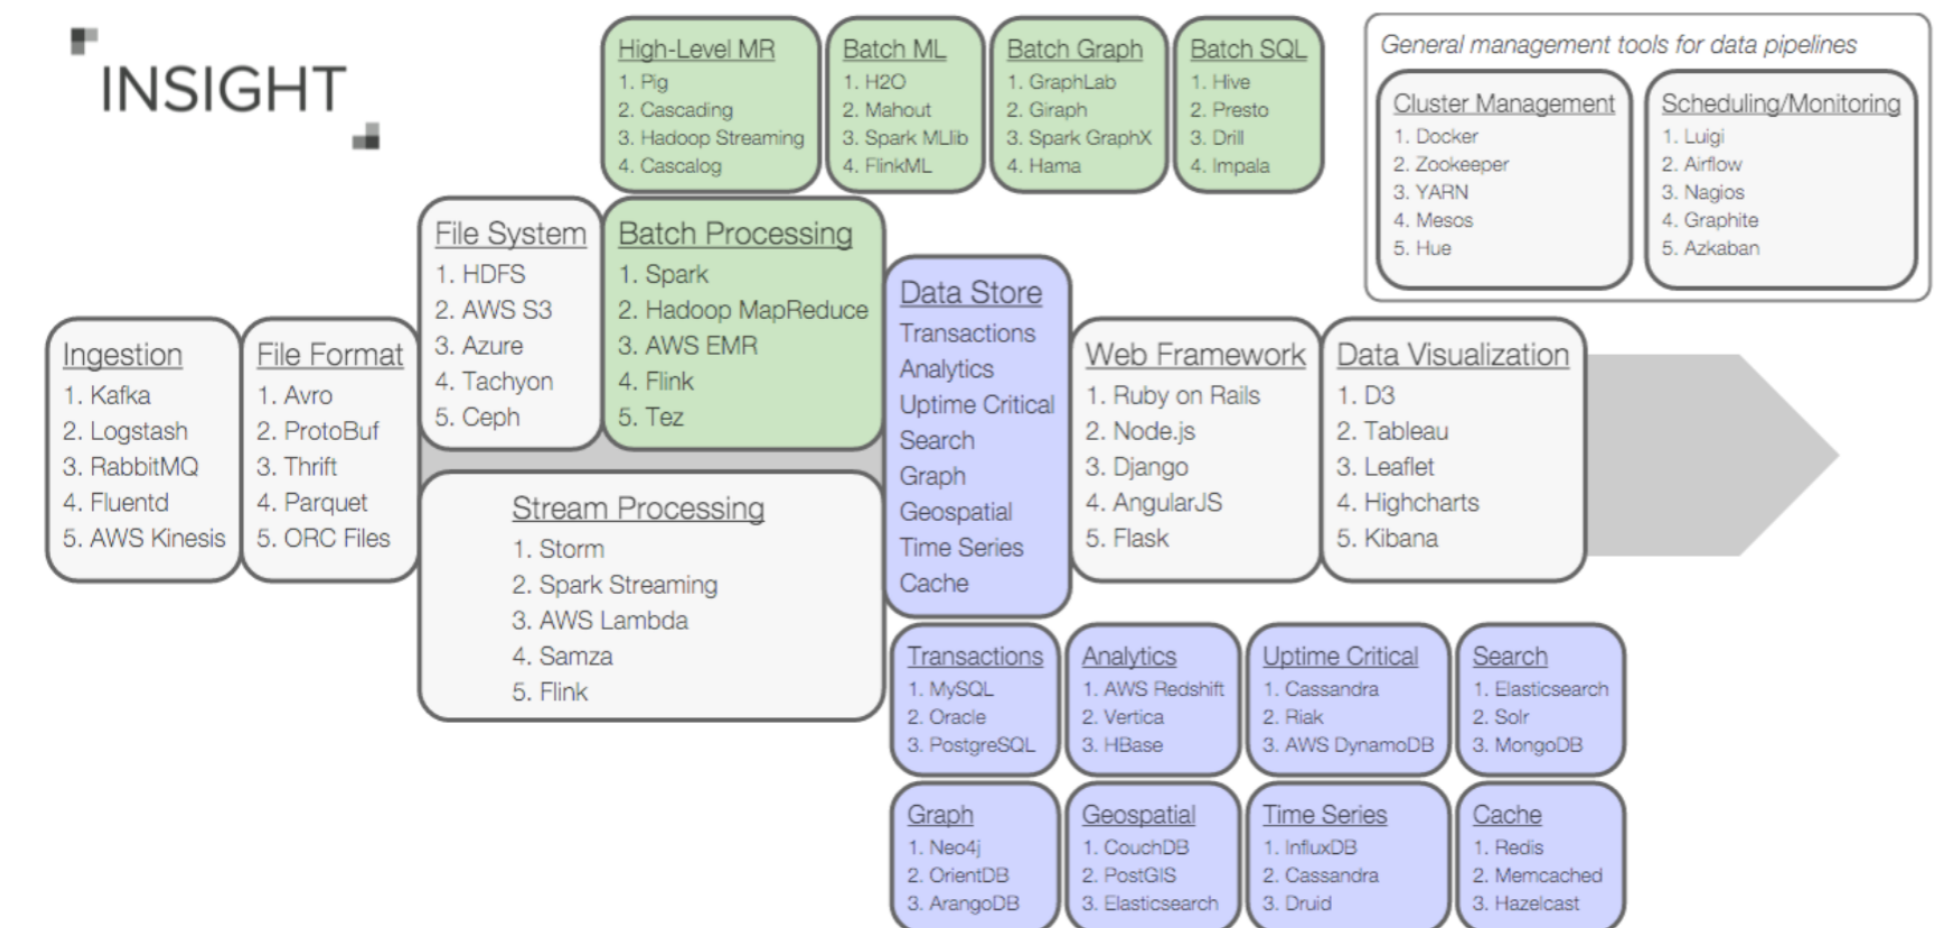 INSIGHT
High-Level MR
1. Pig
2. Cascading
3. Hadoop Streaming
4. Cascalog
Batch ML
1. H2O
2. Mahout
3. Spark MLlib
4. FlinkML
Batch Graph
1. GraphLab
2. Giraph
3. Spark GraphX
4. Hama
Batch SQL
1. Hive
2. Presto
3. Drill
4. Impala
General management tools for data pipelines
Cluster Management
1. Docker
2. Zookeeper
3. YARN
4. Mesos
5. Hue
Scheduling/Monitoring
1. Luigi
2. Airflow
3. Nagios
4. Graphite
5. Azkaban
Ingestion
1. Kafka
2. Logstash
3. RabbitMQ
4. Fluentd
5. AWS Kinesis
File Format
1. Avro
2. ProtoBuf
3. Thrift
4. Parquet
5. ORC Files
File System
1. HDFS
2. AWS S3
3. Azure
4. Tachyon
5. Ceph
Batch Processing
1. Spark
2. Hadoop MapReduce
3. AWS EMR
4. Flink
5. Tez
Stream Processing
1. Storm
2. Spark Streaming
3. AWS Lambda
4. Samza
5. Flink
Data Store
Transactions
Analytics
Uptime Critical
Search
Graph
Geospatial
Time Series
Cache
Web Framework
1. Ruby on Rails
2. Node.js
3. Django
4. AngularJS
5. Flask
Data Visualization
1. D3
2. Tableau
3. Leaflet
4. Highcharts
5. Kibana
Transactions
1. MySQL
2. Oracle
3. PostgreSQL
Analytics
1. AWS Redshift
2. Vertica
3. HBase
Uptime Critical
1. Cassandra
2. Riak
3. AWS DynamoDB
Search
1. Elasticsearch
2. Solr
3. MongoDB
Graph
1. Neo4j
2. OrientDB
3. ArangoDB
Geospatial
1. CouchDB
2. PostGIS
3. Elasticsearch
Time Series
1. InfluxDB
2. Cassandra
3. Druid
Cache
1. Redis
2. Memcached
3. Hazelcast